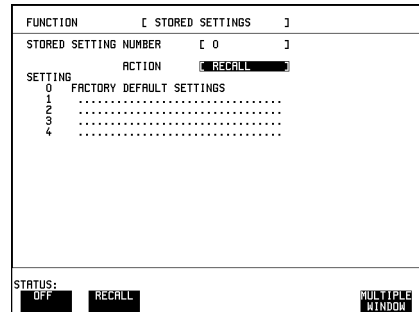 FUNCTION [ STORED SETTINGS ]
STORED SETTING NUMBER [ 0 ]
ACTION [ RECALL ]
SETTING
0 FACTORY DEFAULT SETTINGS
1 ................................
2 ................................
3 ................................
4 ................................
STATUS:
OFF RECALL MULTIPLE
WINDOW